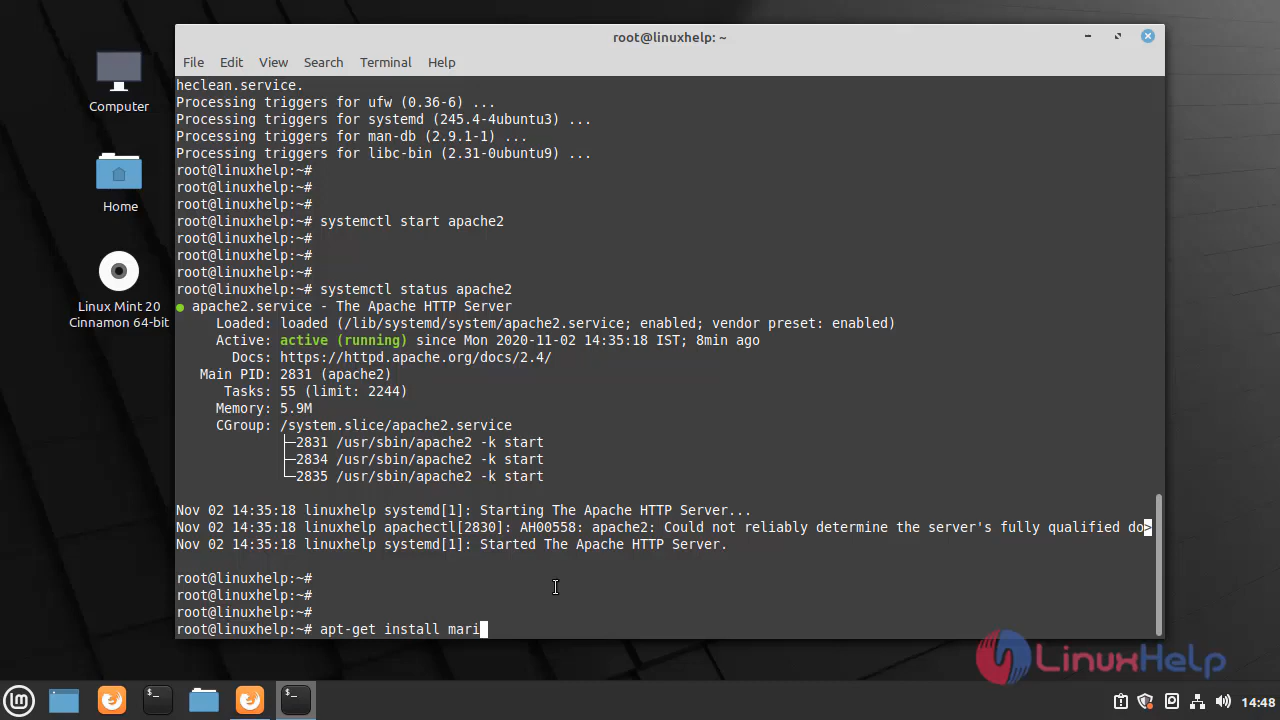 root@linuxhelp: ~
File Edit View Search Terminal Help
Computer
Home
Linux Mint 20
Cinnamon 64-bit
heclean.service.
Processing triggers for ufw (0.36-6) ...
Processing triggers for systemd (245.4-4ubuntu3) ...
Processing triggers for man-db (2.9.1-1) ...
Processing triggers for libc-bin (2.31-0ubuntu9) ...
root@linuxhelp:~#
root@linuxhelp:~#
root@linuxhelp:~#
root@linuxhelp:~# systemctl start apache2
root@linuxhelp:~#
root@linuxhelp:~#
root@linuxhelp:~#
root@linuxhelp:~# systemctl status apache2
● apache2.service - The Apache HTTP Server
Loaded: loaded (/lib/systemd/system/apache2.service; enabled; vendor preset: enabled)
Active: active (running) since Mon 2020-11-02 14:35:18 IST; 8min ago
Docs: https://httpd.apache.org/docs/2.4/
Main PID: 2831 (apache2)
Tasks: 55 (limit: 2244)
Memory: 5.9M
CGroup: /system.slice/apache2.service
├─2831 /usr/sbin/apache2 -k start
├─2834 /usr/sbin/apache2 -k start
└─2835 /usr/sbin/apache2 -k start
Nov 02 14:35:18 linuxhelp systemd[1]: Starting The Apache HTTP Server...
Nov 02 14:35:18 linuxhelp apachectl[2830]: AH00558: apache2: Could not reliably determine the server's fully qualified do>
Nov 02 14:35:18 linuxhelp systemd[1]: Started The Apache HTTP Server.
root@linuxhelp:~#
root@linuxhelp:~#
root@linuxhelp:~#
root@linuxhelp:~# apt-get install mari
LinuxHelp
14:48